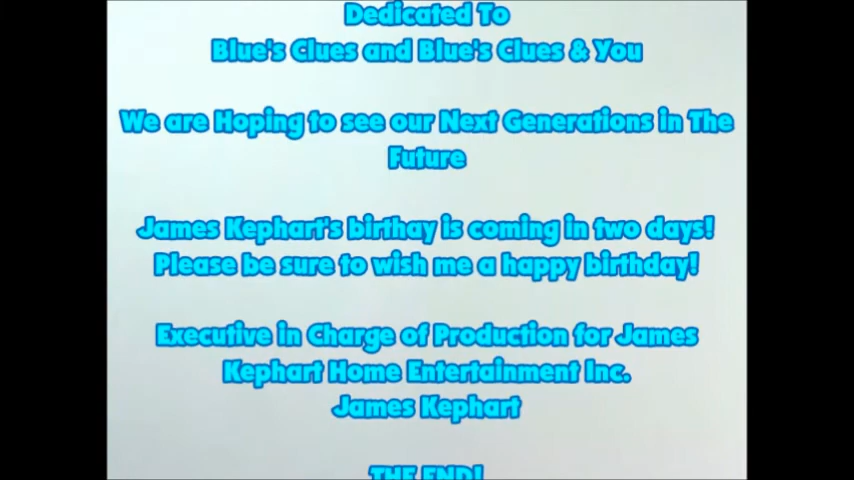 Dedicated To
Blue's Clues and Blue's Clues & You
We are Hoping to see our Next Generations in The
Future
James Kephart's birthay is coming in two days!
Please be sure to wish me a happy birthday!
Executive in Charge of Production for James
Kephart Home Entertainment Inc.
James Kephart
THE END!